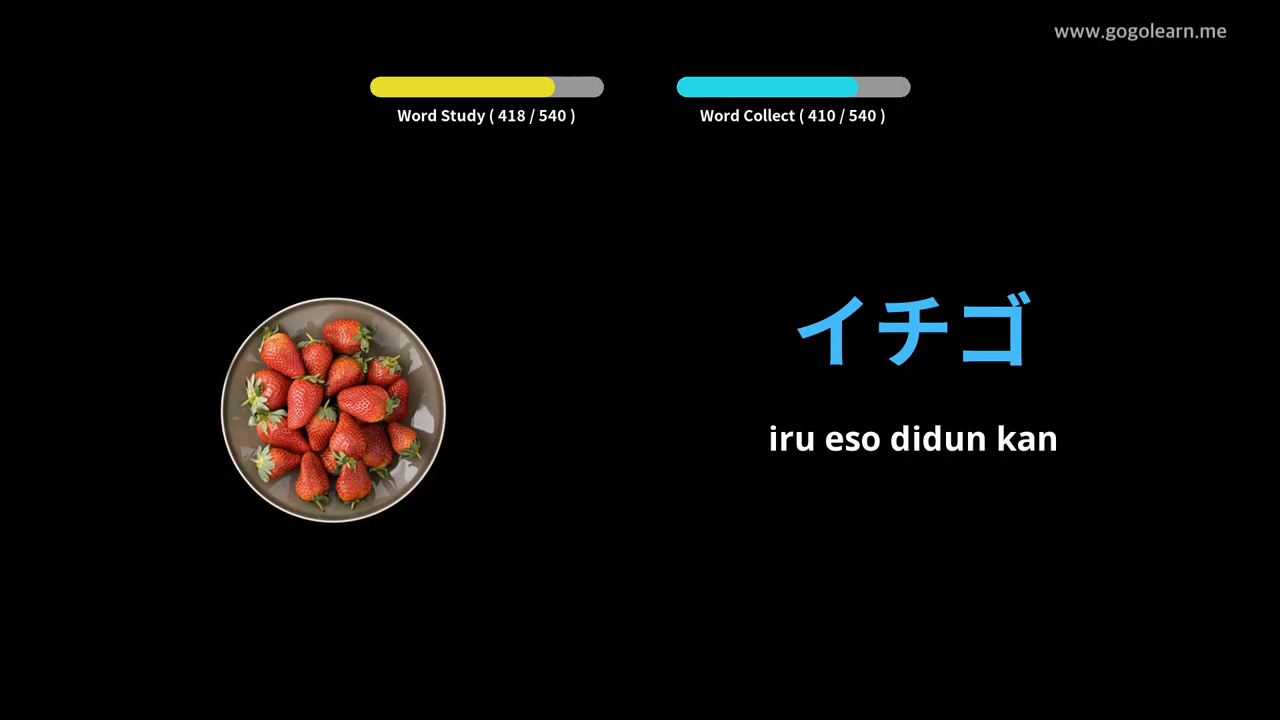 www.gogolearn.me
Word Study ( 418 / 540 )
Word Collect ( 410 / 540 )
イチゴ
iru eso didun kan